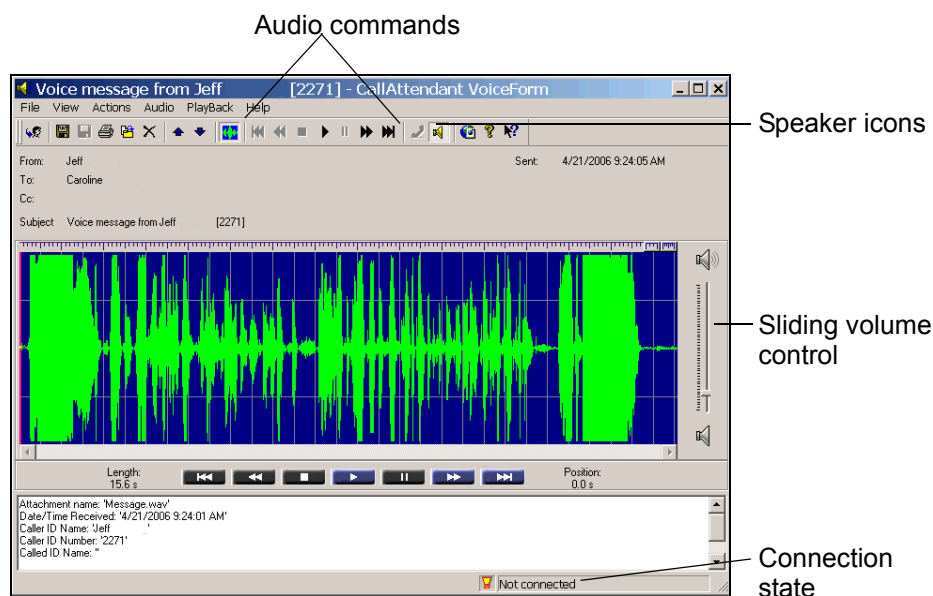 Audio commands
Voice message from Jeff [2271] - CallAttendant VoiceForm
File View Actions Audio PlayBack Help
Speaker icons
From: Jeff Sent: 4/21/2006 9:24:05 AM
To: Caroline
Cc:
Subject Voice message from Jeff [2271]
Sliding volume
control
Length: Position:
15.6 s 0.0 s
Attachment name: 'Message.wav'
Date/Time Received: '4/21/2006 9:24:01 AM'
Caller ID Name: 'Jeff '
Caller ID Number: '2271'
Called ID Name: ''
Connection
state
Not connected